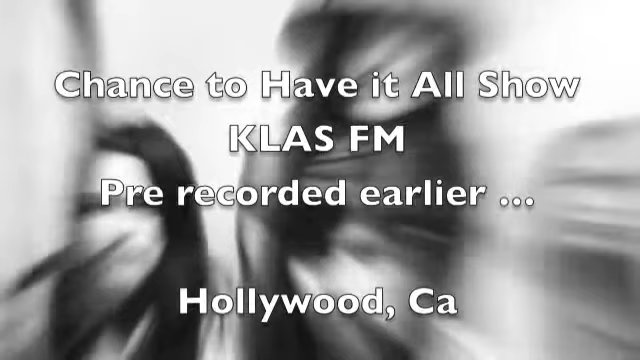 Chance to Have it All Show
KLAS FM
Pre recorded earlier ...
Hollywood, Ca